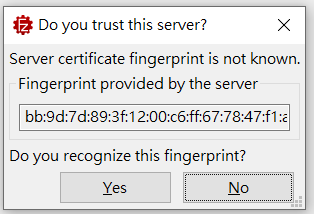 Do you trust this server?
Server certificate fingerprint is not known.
Fingerprint provided by the server
bb:9d:7d:89:3f:12:00:c6:ff:67:78:47:f1:a
Do you recognize this fingerprint?
Yes
No